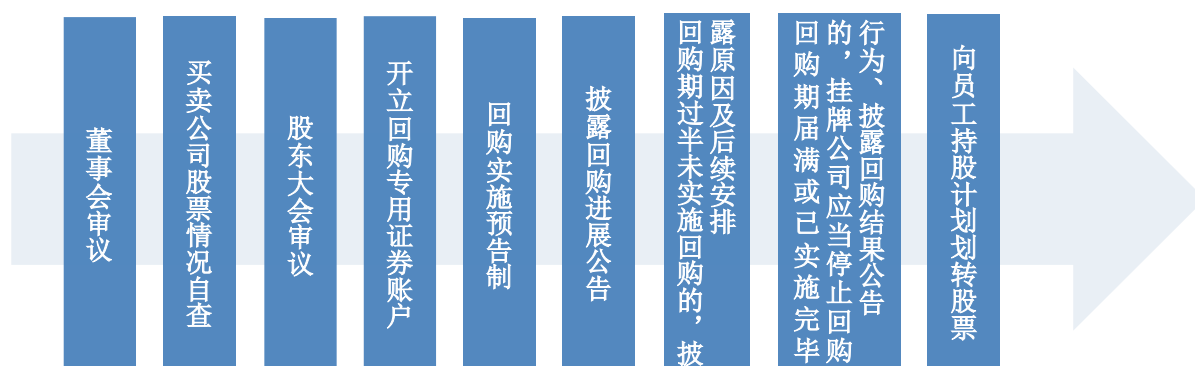 董事会审议
买卖公司股票情况自查
股东大会审议
开立回购专用证券账户
回购实施预告制
披露回购进展公告
回购期过半未实施回购的，披
露原因及后续安排
回购期届满或已实施完毕
的，挂牌公司应当停止回购
行为、披露回购结果公告
向员工持股计划划转股票